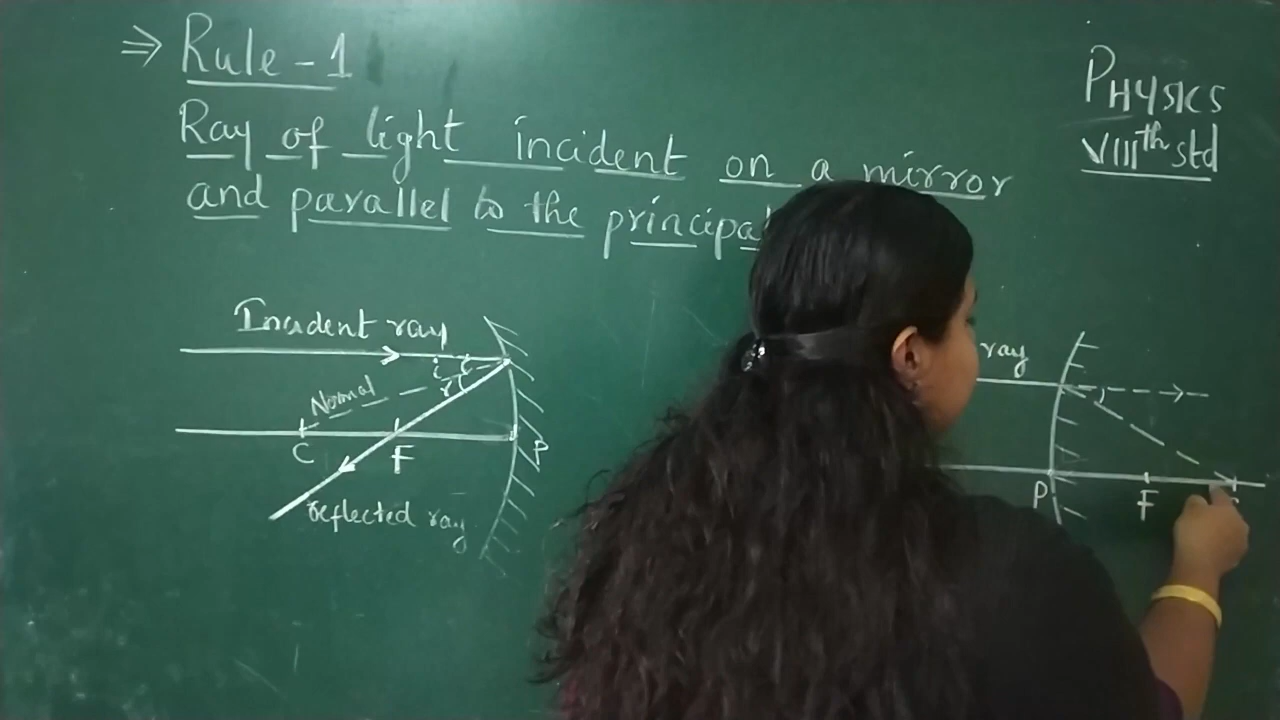 ⇒ Rule - 1
Ray of light incident on a mirror
and parallel to the principal
PHYSICS
VIIIth std
Incident ray
i
r
Normal
C
F
P
reflected ray
ray
P
F